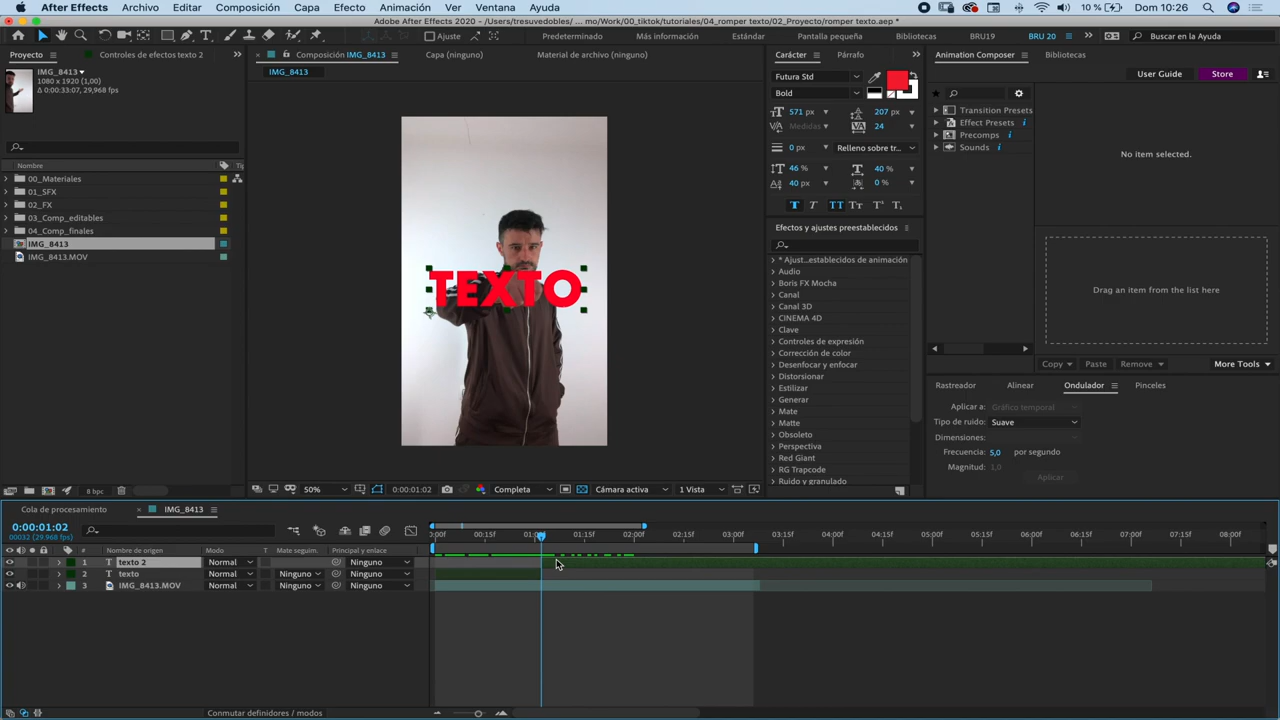 After Effects Archivo Editar Composición Capa Efecto Animación Ver Ventana Ayuda 10 % Dom 10:26
Adobe After Effects 2020 - /Users/tresuvedobles/ ... mo/Work/00_tiktok/tutoriales/04_romper texto/02_Proyecto/romper texto.aep *
Ajuste Predeterminado Más información Estándar Pantalla pequeña Bibliotecas BRU19 BRU 20 Buscar en la Ayuda
Proyecto Controles de efectos texto 2 Composición IMG_8413 Capa (ninguno) Material de archivo (ninguno) Carácter Párrafo Animation Composer Bibliotecas
IMG_8413
1080 x 1920 (1,00)
Δ 0:00:33:07, 29,968 fps
IMG_8413
Futura Std
Bold
User Guide Store
571 px 207 px
Medidas 24
0 px Relleno sobre tr...
46 % 40 %
40 px 0 %
T T TT Tт
Transition Presets
Effect Presets
Precomps
Sounds
No item selected.
Nombre Tip
00_Materiales
01_SFX
02_FX
03_Comp_editables
04_Comp_finales
IMG_8413
IMG_8413.MOV
TEXTO
Efectos y ajustes preestablecidos
* Ajust...establecidos de animación
Audio
Boris FX Mocha
Canal
Canal 3D
CINEMA 4D
Clave
Controles de expresión
Corrección de color
Desenfocar y enfocar
Distorsionar
Estilizar
Generar
Mate
Matte
Obsoleto
Perspectiva
Red Giant
RG Trapcode
Ruido y granulado
Drag an item from the list here
Copy Paste Remove More Tools
Rastreador Alinear Ondulador Pinceles
Aplicar a: Gráfico temporal
Tipo de ruido: Suave
Dimensiones:
Frecuencia: 5,0 por segundo
Magnitud: 1,0
Aplicar
8 bpc
50% 0:00:01:02 Completa Cámara activa 1 Vista
Cola de procesamiento IMG_8413
0:00:01:02
00032 (29.968 fps)
:00f 00:15f 01:00f 01:15f 02:00f 02:15f 03:00f 03:15f 04:00f 04:15f 05:00f 05:15f 06:00f 06:15f 07:00f 07:15f 08:00f
# Nombre de origen Modo T Mate seguim. Principal y enlace
1 T texto 2 Normal Ninguno
2 T texto Normal Ninguno Ninguno
3 IMG_8413.MOV Normal Ninguno Ninguno
Conmutar definidores / modos